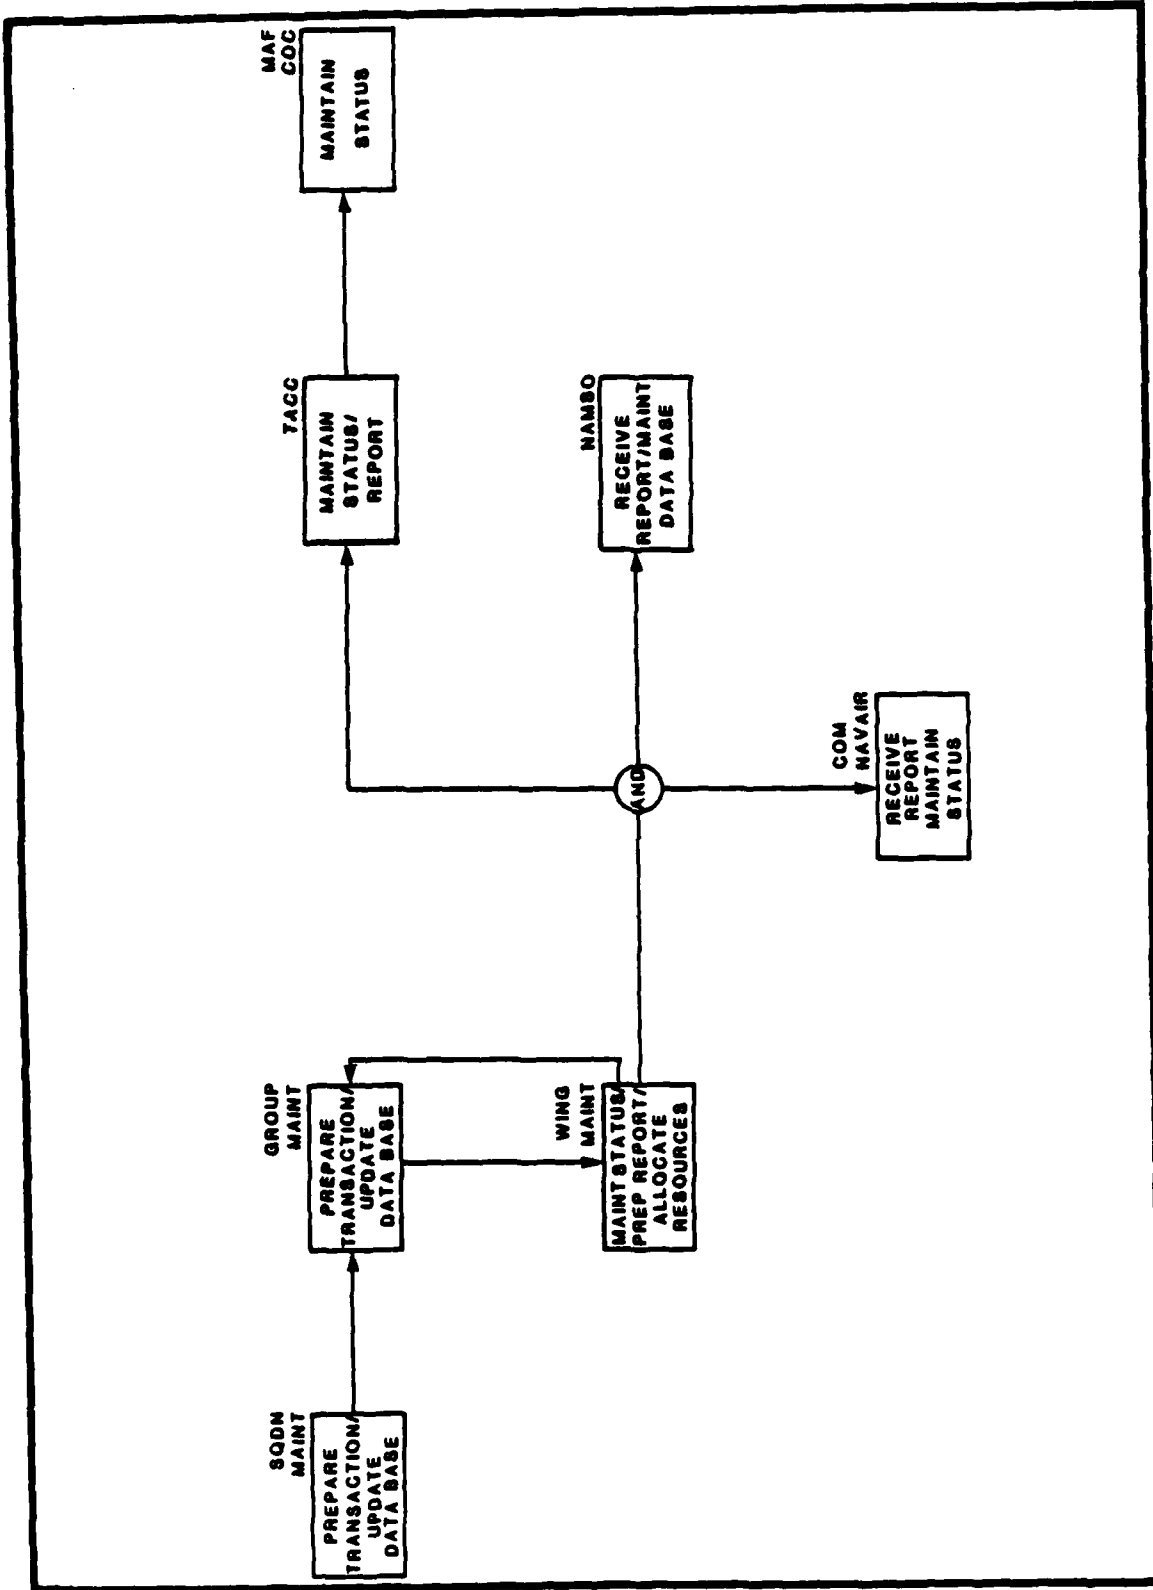 MAF
COC
MAINTAIN
STATUS
TACC
MAINTAIN
STATUS/
REPORT
GROUP
MAINT
PREPARE
TRANSACTION/
UPDATE
DATA BASE
SQDN
MAINT
PREPARE
TRANSACTION/
UPDATE
DATA BASE
WING
MAINT
MAINT STATUS/
PREP REPORT/
ALLOCATE
RESOURCES
AND
NAMSO
RECEIVE
REPORT/MAINT
DATA BASE
COM
NAVAIR
RECEIVE
REPORT
MAINTAIN
STATUS